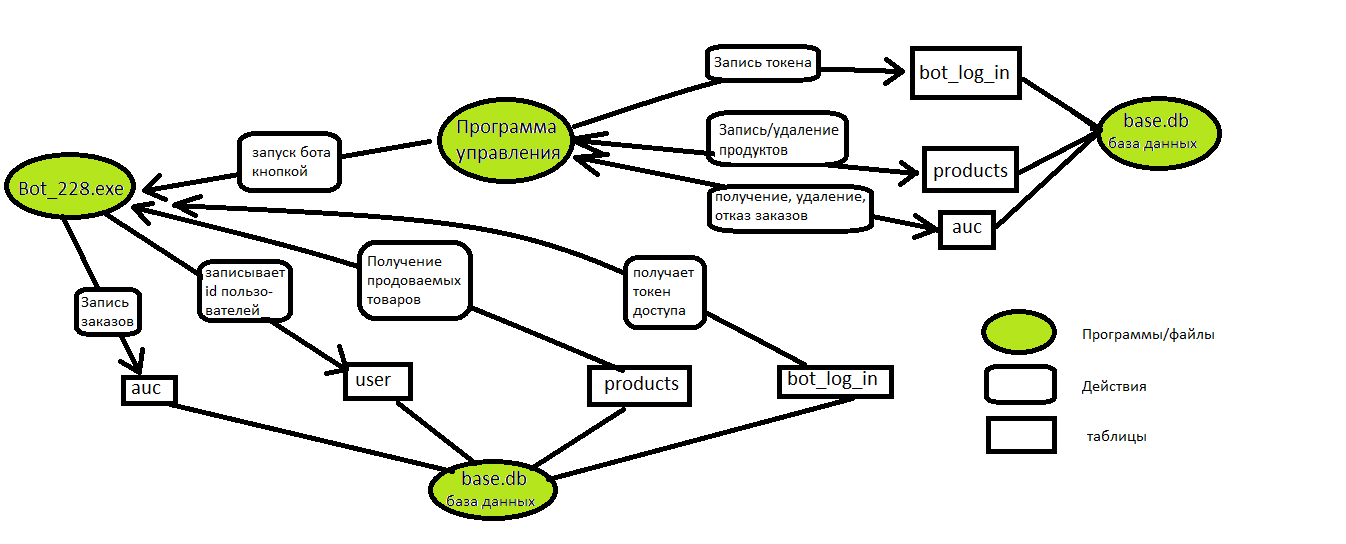 Запись токена
bot_log_in
Программа
управления
Запись/удаление
продуктов
base.db
база данных
запуск бота
кнопкой
products
Bot_228.exe
получение, удаление,
отказ заказов
auc
записывает
id пользо-
вателей
Получение
продоваемых
товаров
получает
токен
доступа
Запись
заказов
Программы/файлы
auc
user
products
bot_log_in
Действия
таблицы
base.db
база данных